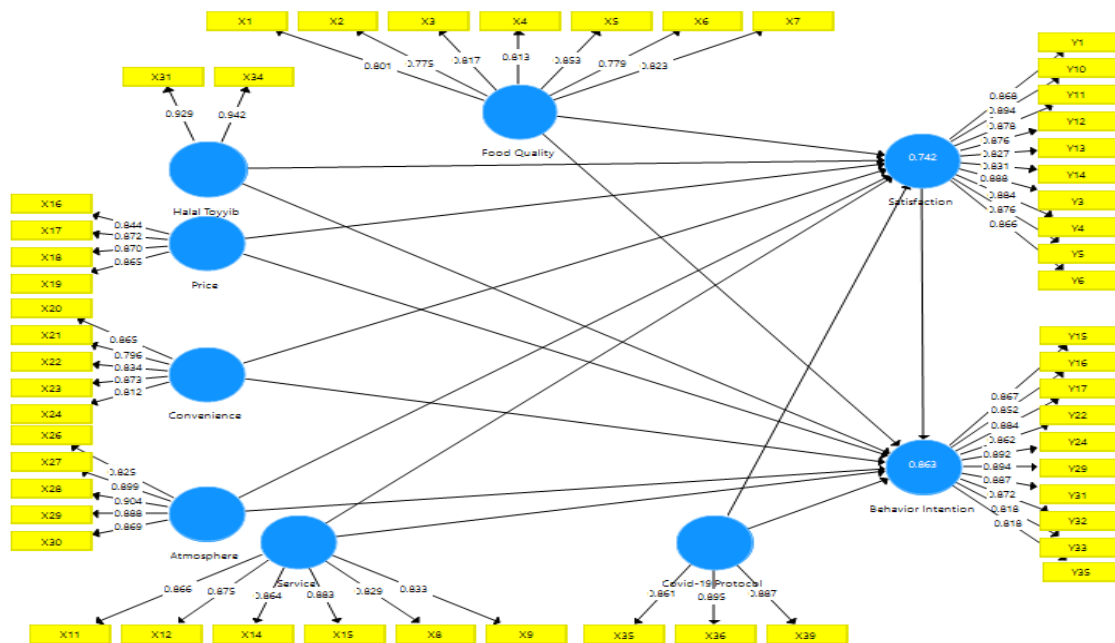 X1 X2 X3 X4 X5 X6 X7
0.801 0.775 0.817 0.813 0.853 0.779 0.823
Food Quality
X31 X34
0.929 0.942
Halal Toyyib
X16
X17
X18
X19
0.844
0.872
0.870
0.865
Price
X20
X21
X22
X23
X24
0.865
0.796
0.834
0.873
0.812
Convenience
X26
X27
X28
X29
X30
0.825
0.899
0.904
0.888
0.869
Atmosphere
Service
0.866 0.875 0.864 0.883 0.829 0.833
X11 X12 X14 X15 X8 X9
Covid-19 Protocol
0.861 0.895 0.887
X35 X36 X39
0.742
Satisfaction
0.868
0.894
0.878
0.876
0.827
0.831
0.888
0.884
0.876
0.866
Y1
Y10
Y11
Y12
Y13
Y14
Y3
Y4
Y5
Y6
0.863
Behavior Intention
0.867
0.852
0.884
0.862
0.892
0.894
0.887
0.872
0.818
0.818
Y15
Y16
Y17
Y22
Y24
Y29
Y31
Y32
Y33
Y35